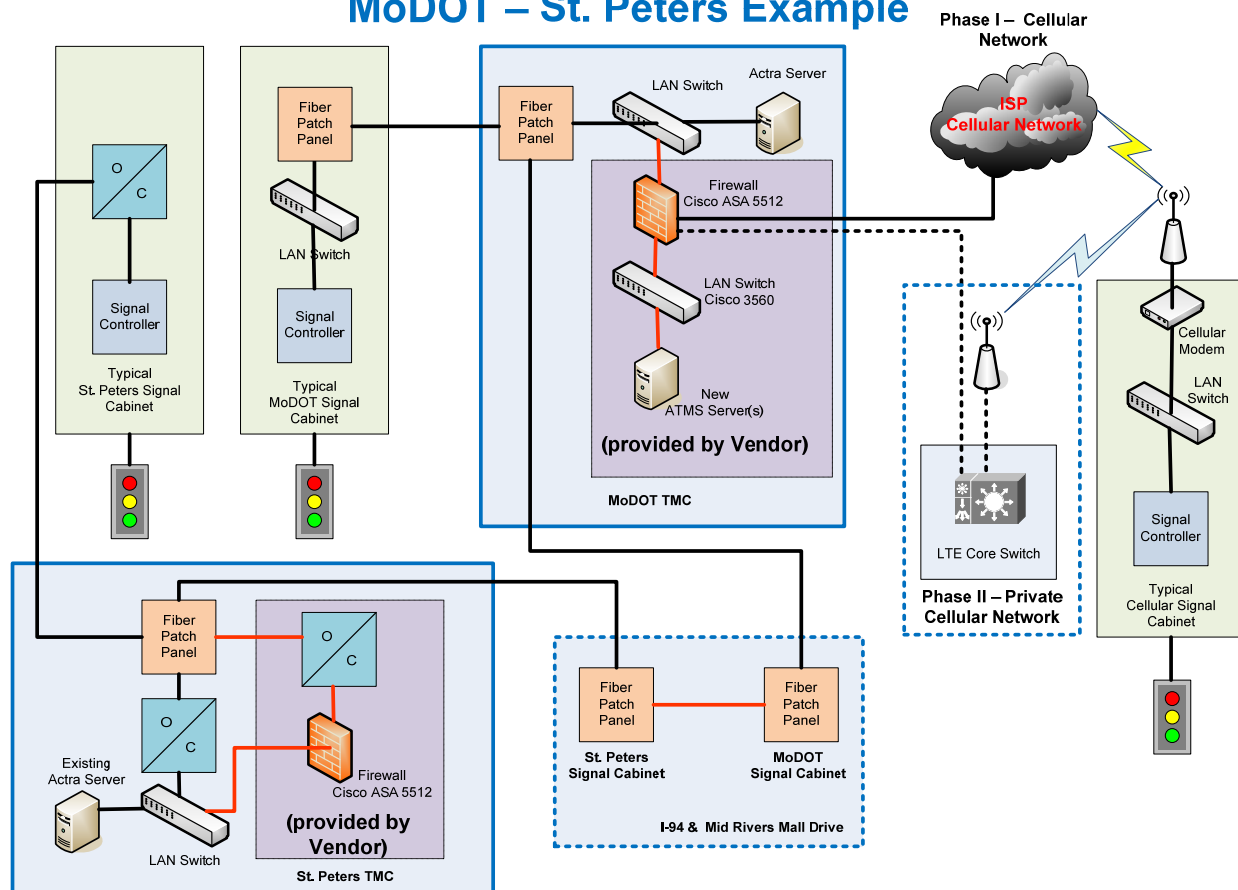 MoDOT – St. Peters Example
Phase I – Cellular
Network
ISP
Cellular Network
LAN Switch
Actra Server
Fiber
Patch
Panel
Fiber
Patch
Panel
O
C
Firewall
Cisco ASA 5512
LAN Switch
LAN Switch
Cisco 3560
Signal
Controller
Signal
Controller
Typical
St. Peters Signal
Cabinet
Typical
MoDOT Signal
Cabinet
New
ATMS Server(s)
(provided by Vendor)
MoDOT TMC
Cellular
Modem
LAN
Switch
Signal
Controller
Typical
Cellular Signal
Cabinet
LTE Core Switch
Phase II – Private
Cellular Network
Fiber
Patch
Panel
O
C
O
C
Existing
Actra Server
LAN Switch
Firewall
Cisco ASA 5512
(provided by
Vendor)
St. Peters TMC
Fiber
Patch
Panel
Fiber
Patch
Panel
St. Peters
Signal Cabinet
MoDOT
Signal Cabinet
I-94 & Mid Rivers Mall Drive